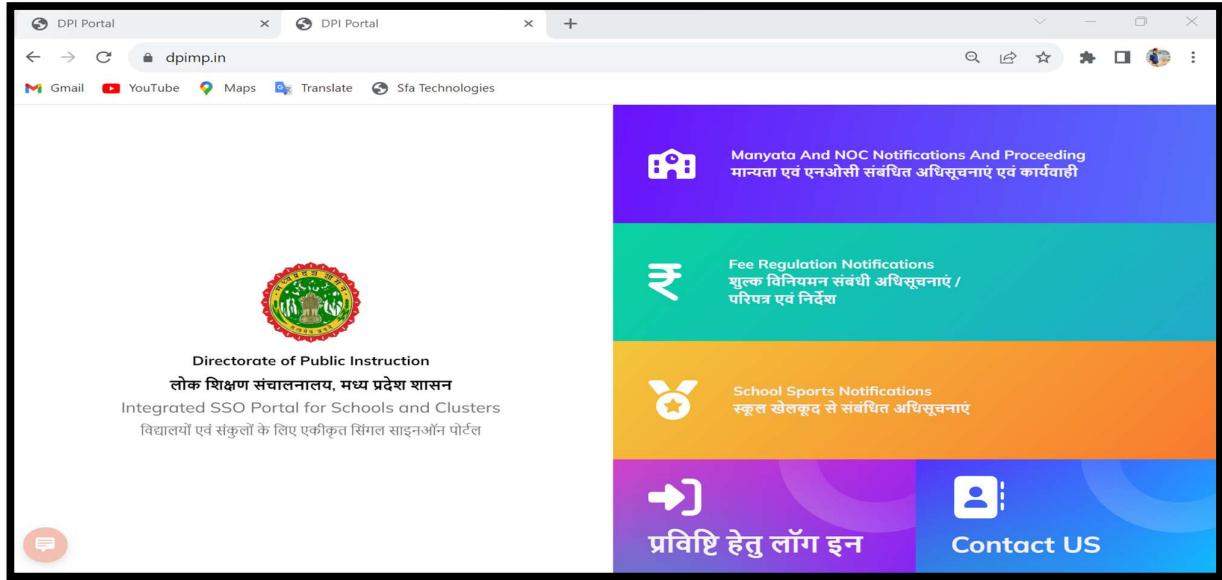 DPI Portal
DPI Portal
dpimp.in
Gmail YouTube Maps Translate Sfa Technologies
Directorate of Public Instruction
लोक शिक्षण संचालनालय, मध्य प्रदेश शासन
Integrated SSO Portal for Schools and Clusters
विद्यालयों एवं संकुलों के लिए एकीकृत सिंगल साइनऑन पोर्टल
Manyata And NOC Notifications And Proceeding
मान्यता एवं एनओसी संबंधित अधिसूचनाएं एवं कार्यवाही
Fee Regulation Notifications
शुल्क विनियमन संबंधी अधिसूचनाएं /
परिपत्र एवं निर्देश
School Sports Notifications
स्कूल खेलकूद से संबंधित अधिसूचनाएं
प्रविष्टि हेतु लॉग इन
Contact US